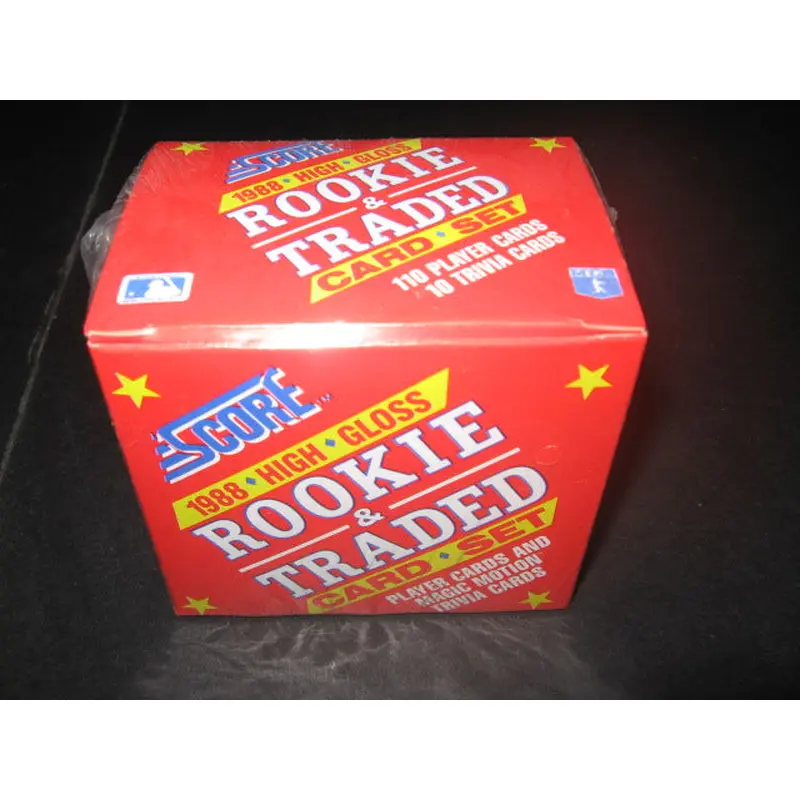 SCORE
1988 • HIGH • GLOSS
ROOKIE
&
TRADED
CARD • SET
110 PLAYER CARDS
10 TRIVIA CARDS
SCORE™
1988 • HIGH • GLOSS
ROOKIE
&
TRADED
CARD • SET
PLAYER CARDS AND
MAGIC MOTION
TRIVIA CARDS